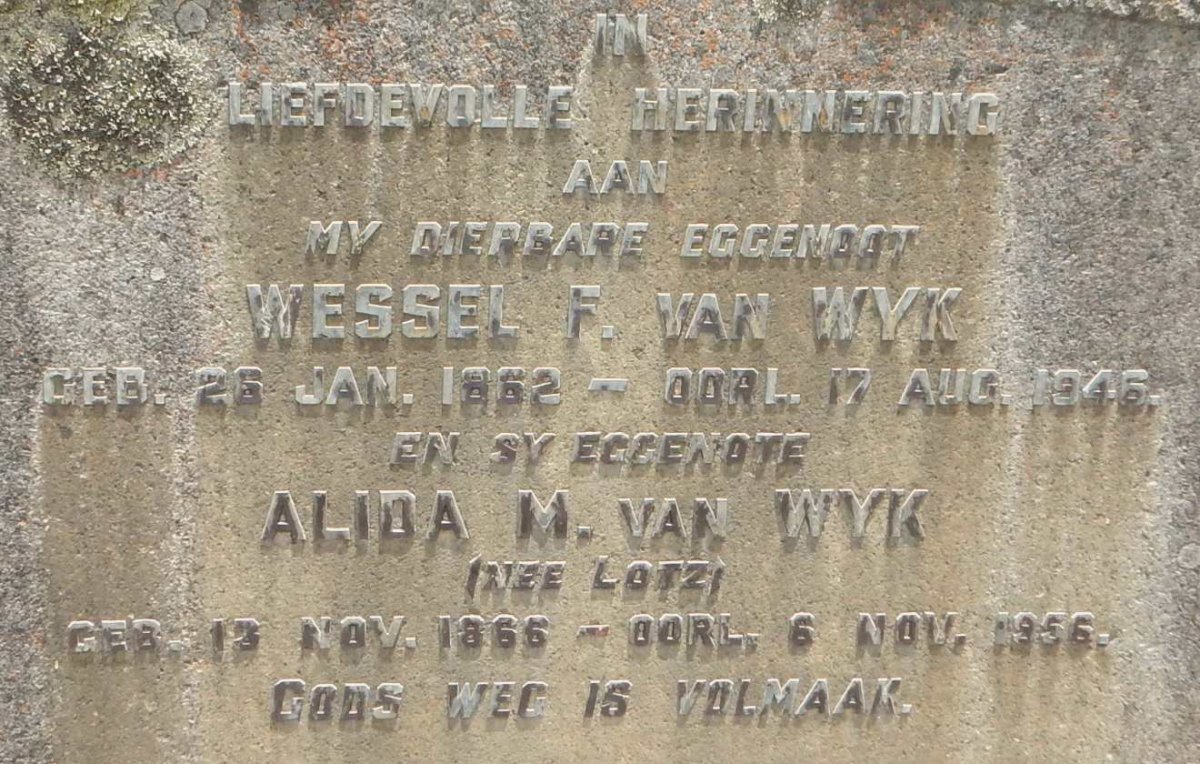 IN
LIEFDEVOLLE HERINNERING
AAN
MY DIERBARE EGGENOOT
WESSEL F. VAN WYK
GEB. 26 JAN. 1862 – OORL. 17 AUG. 1946.
EN SY EGGENOTE
ALIDA M. VAN WYK
(NEE LOTZ)
GEB. 13 NOV. 1866 – OORL. 6 NOV. 1956.
GODS WEG IS VOLMAAK.